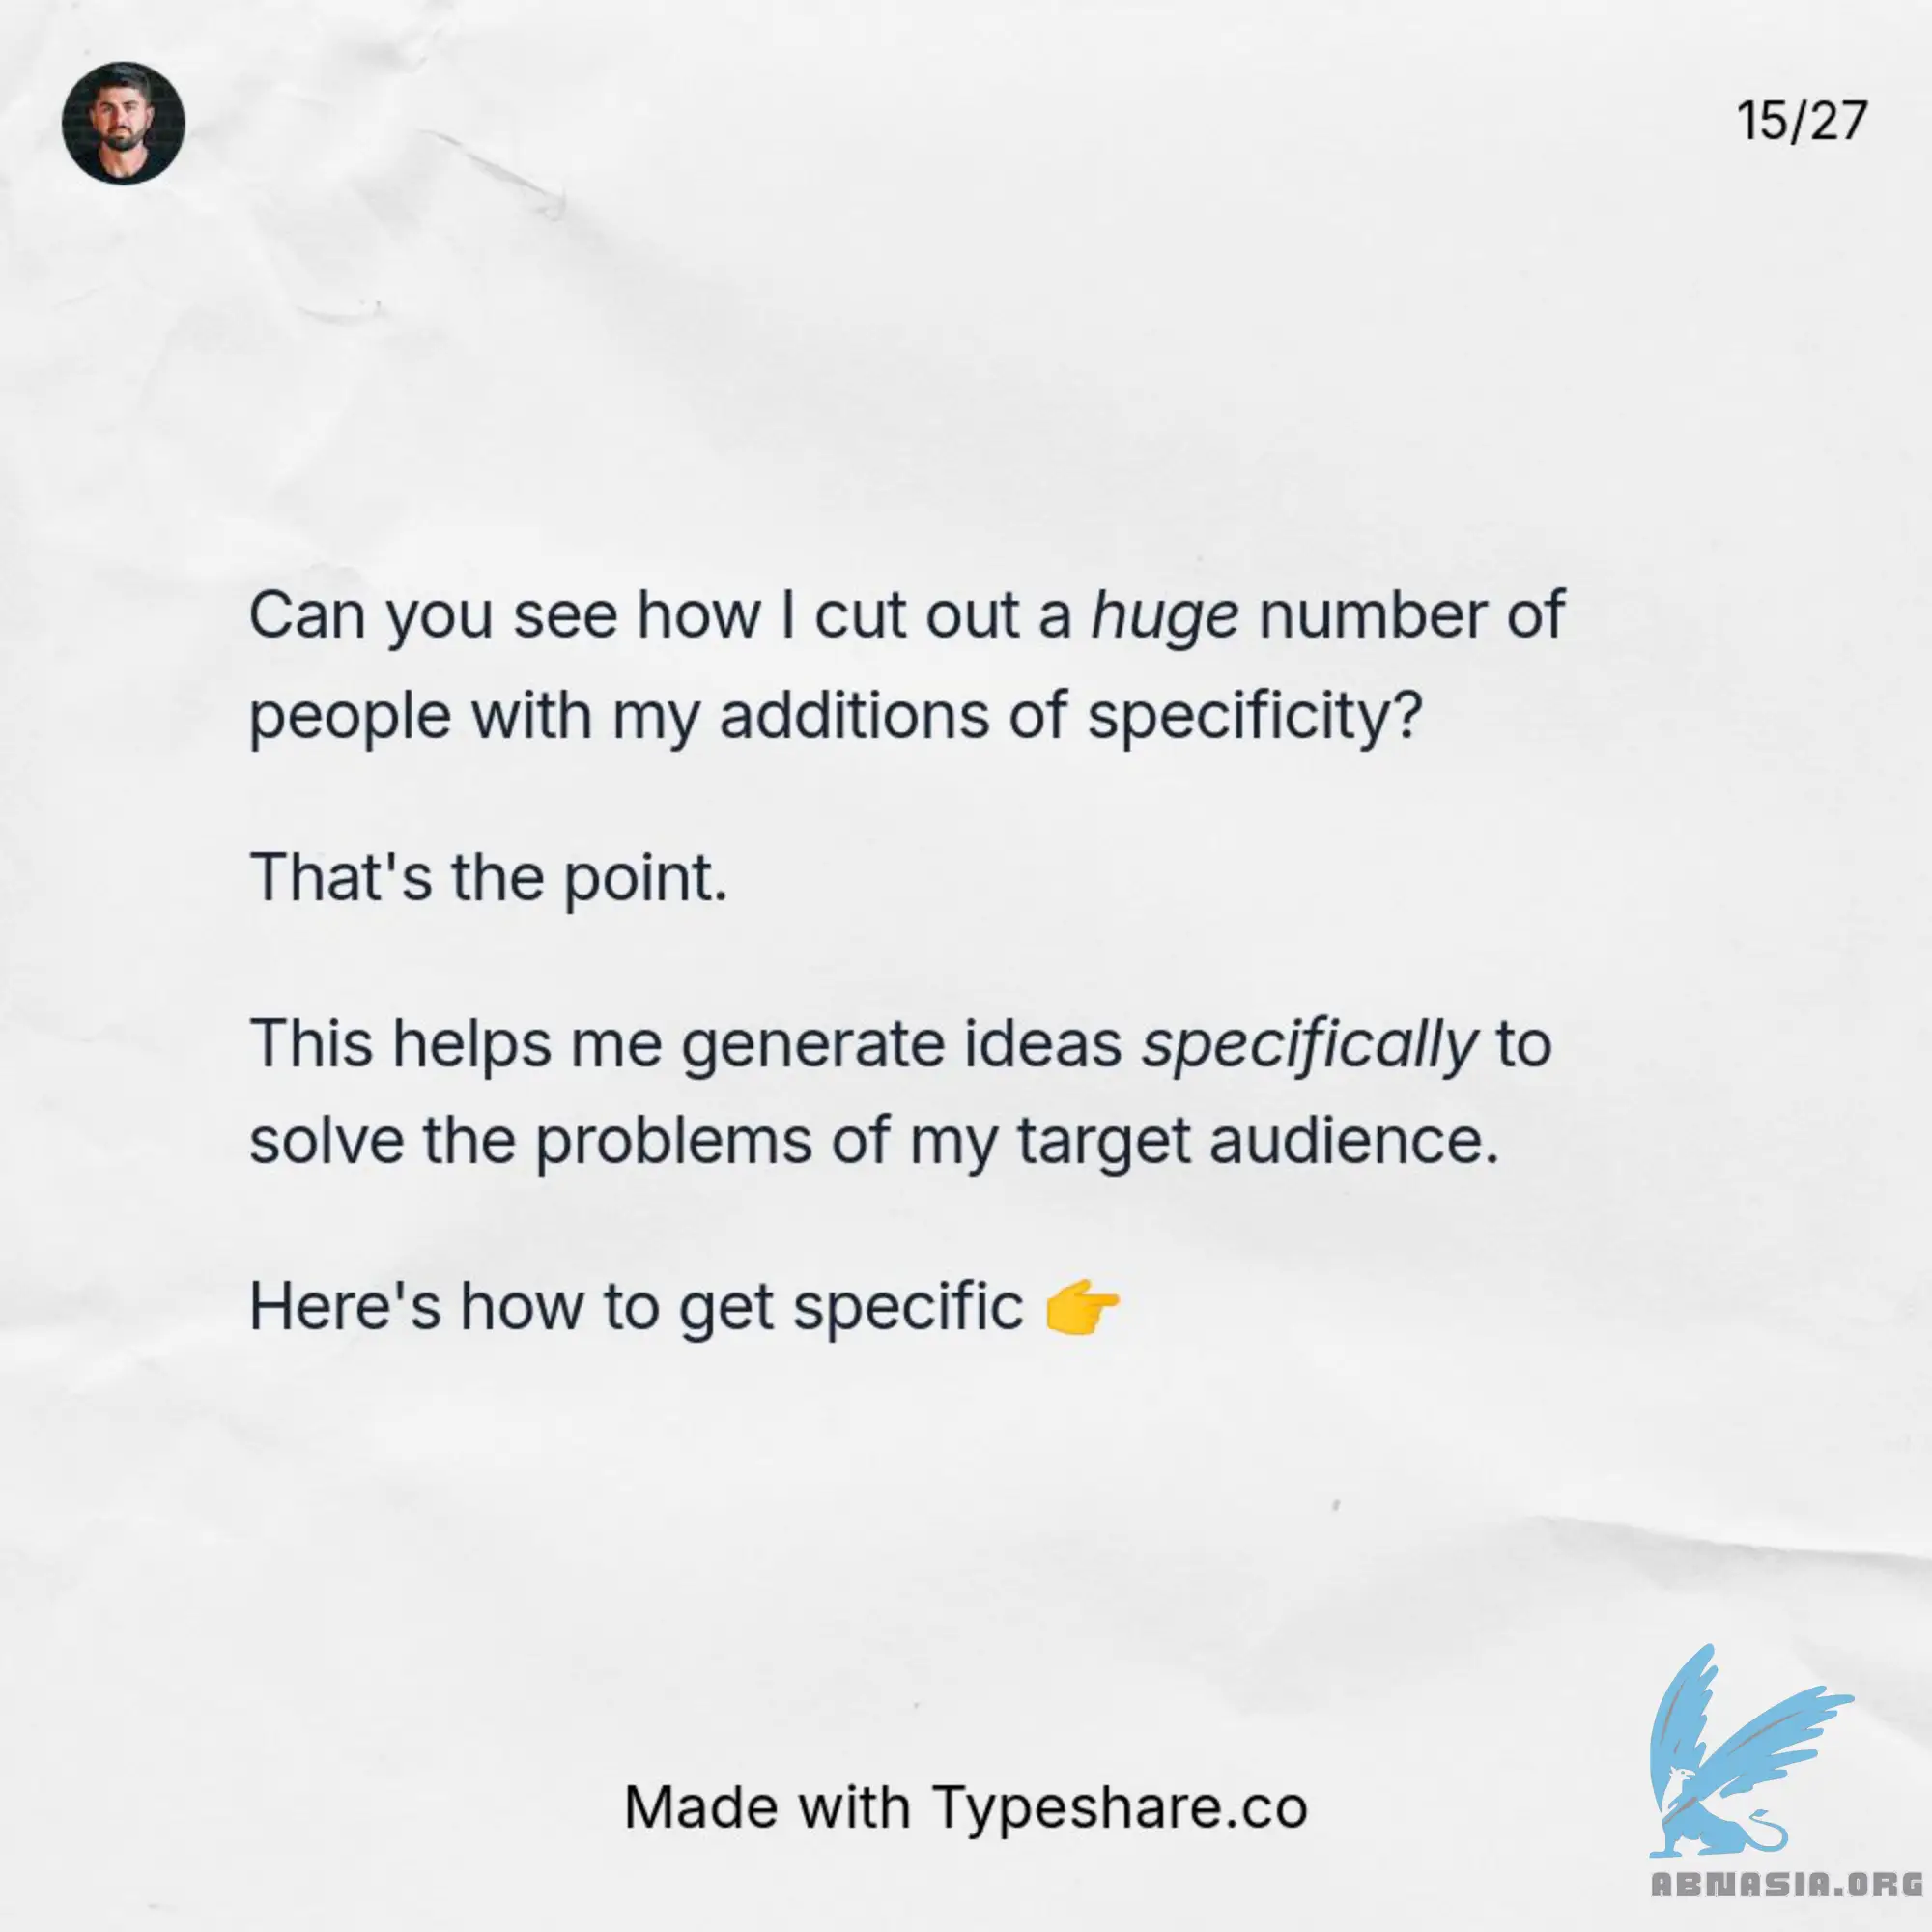 15/27
Can you see how I cut out a huge number of
people with my additions of specificity?
That's the point.
This helps me generate ideas specifically to
solve the problems of my target audience.
Here's how to get specific 👉
Made with Typeshare.co
ABNASIA.ORG